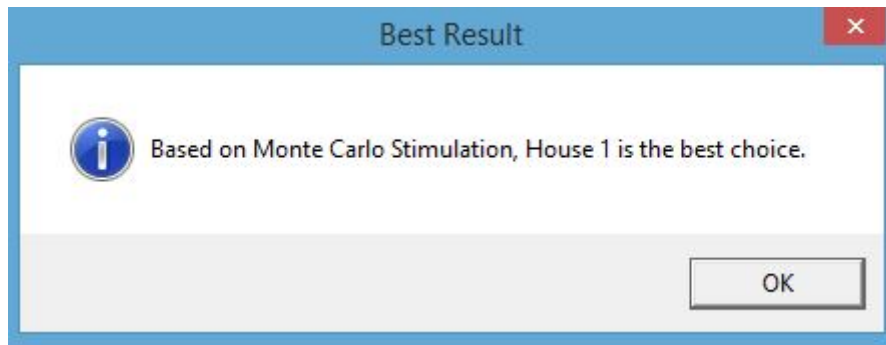 Best Result
Based on Monte Carlo Stimulation, House 1 is the best choice.
OK